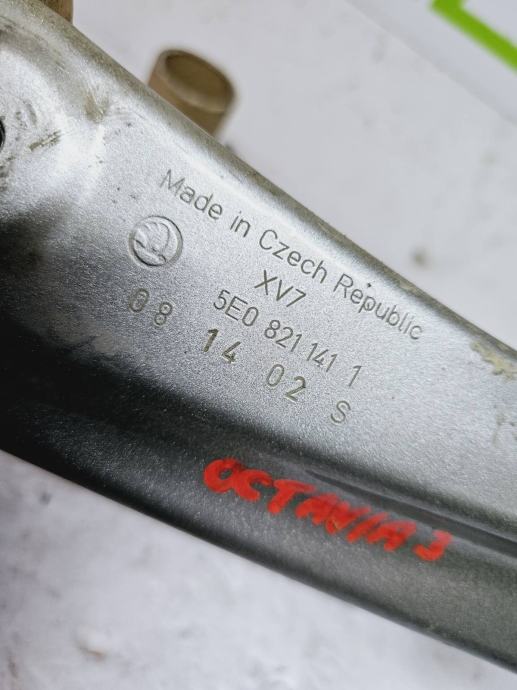 Made in Czech Republic
XV7
5E0 821 141 1
08 14 02 S
OCTAVIA 3